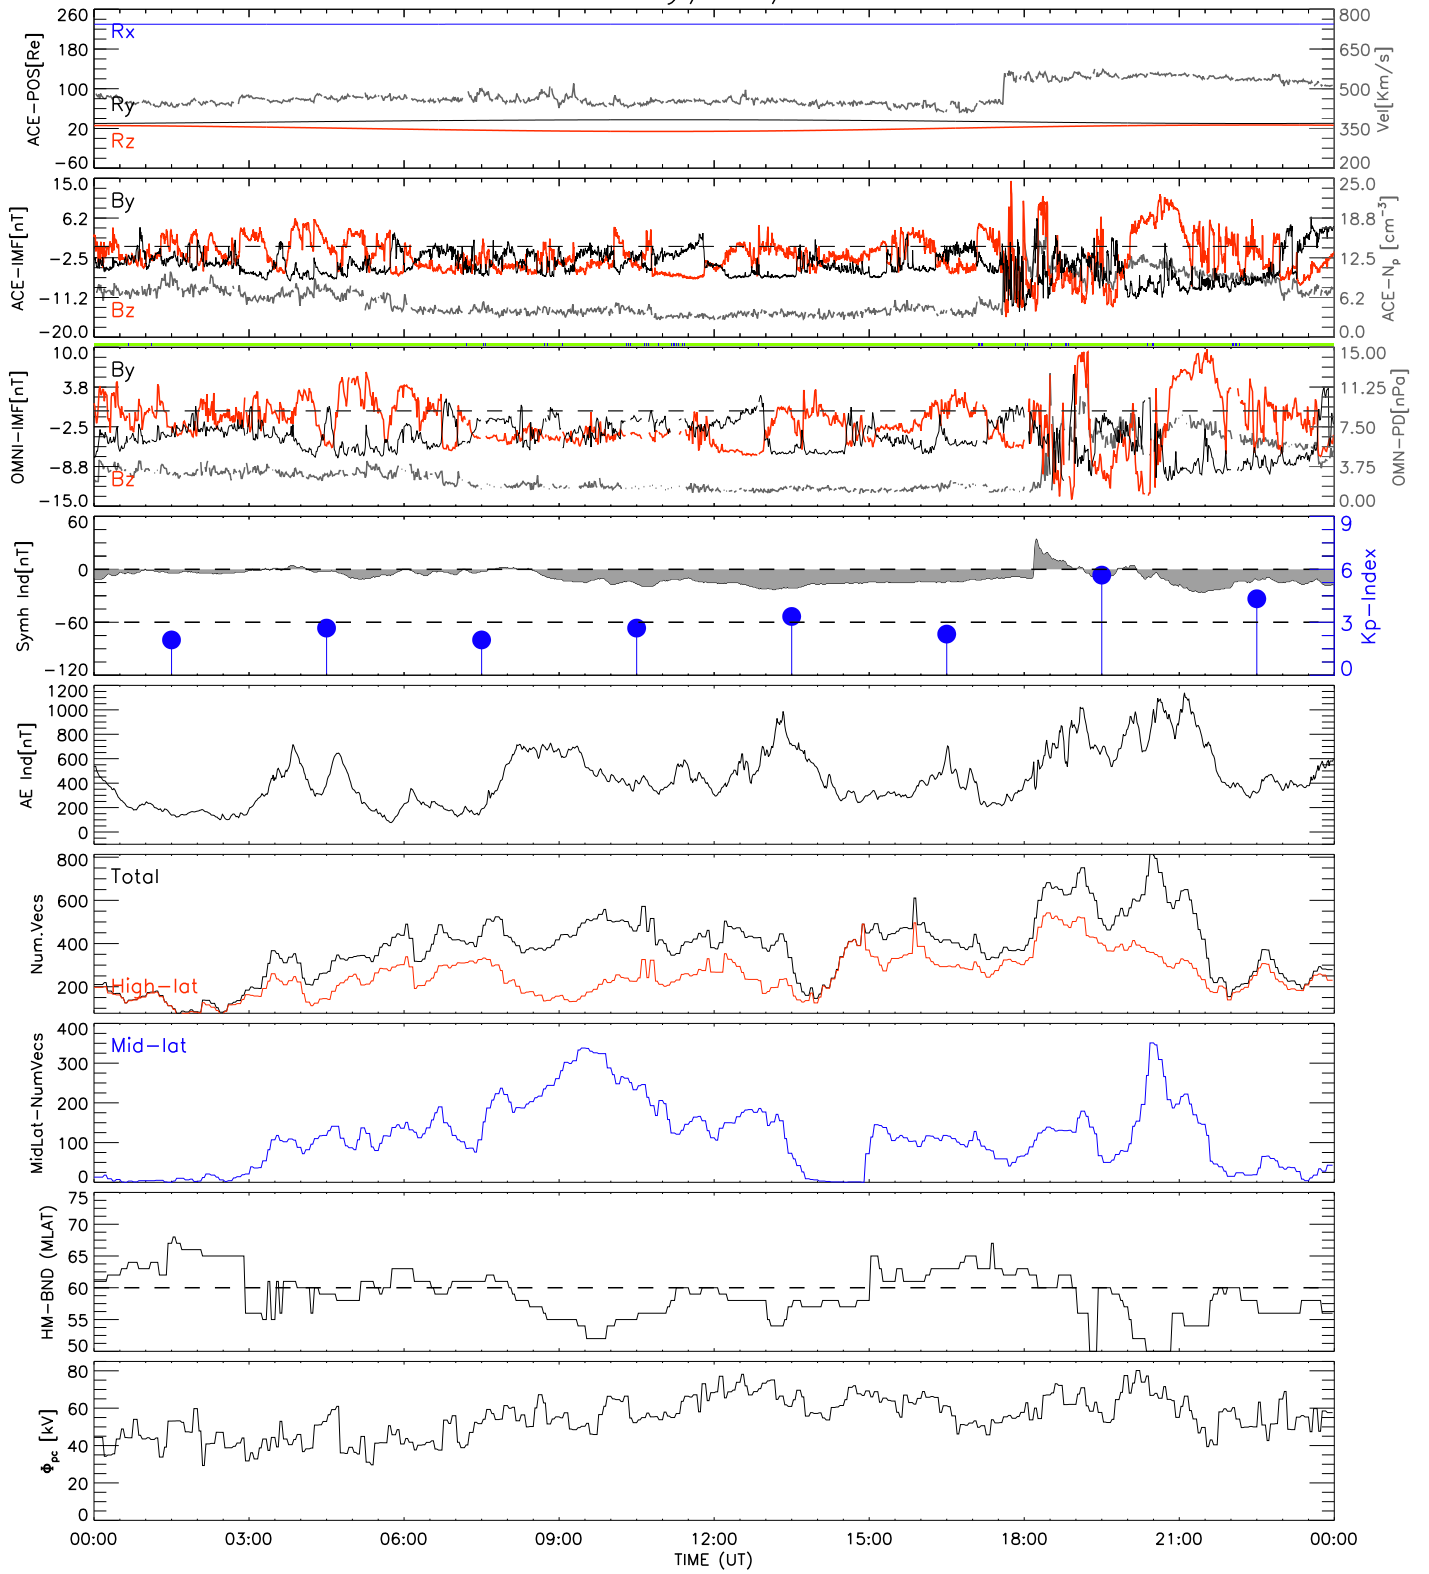 260
180
100
20
−60
ACE−POS[Re]
Rx
Ry
Rz
800
650
500
350
200
Vel[Km/s]
15.0
6.2
−2.5
−11.2
−20.0
ACE−IMF[nT]
By
Bz
25.0
18.8
12.5
6.2
0.0
ACE−Np [cm−3]
10.0
3.8
−2.5
−8.8
−15.0
OMNI−IMF[nT]
By
Bz
15.00
11.25
7.50
3.75
0.00
OMN−PD[nPa]
60
0
−60
−120
Symh Ind[nT]
9
6
3
0
Kp−Index
1200
1000
800
600
400
200
0
AE Ind[nT]
800
600
400
200
Num.Vecs
Total
High−lat
400
300
200
100
0
MidLat−NumVecs
Mid−lat
75
70
65
60
55
50
HM−BND (MLAT)
80
60
40
20
0
Φpc [kV]
00:00 03:00 06:00 09:00 12:00 15:00 18:00 21:00 00:00
TIME (UT)